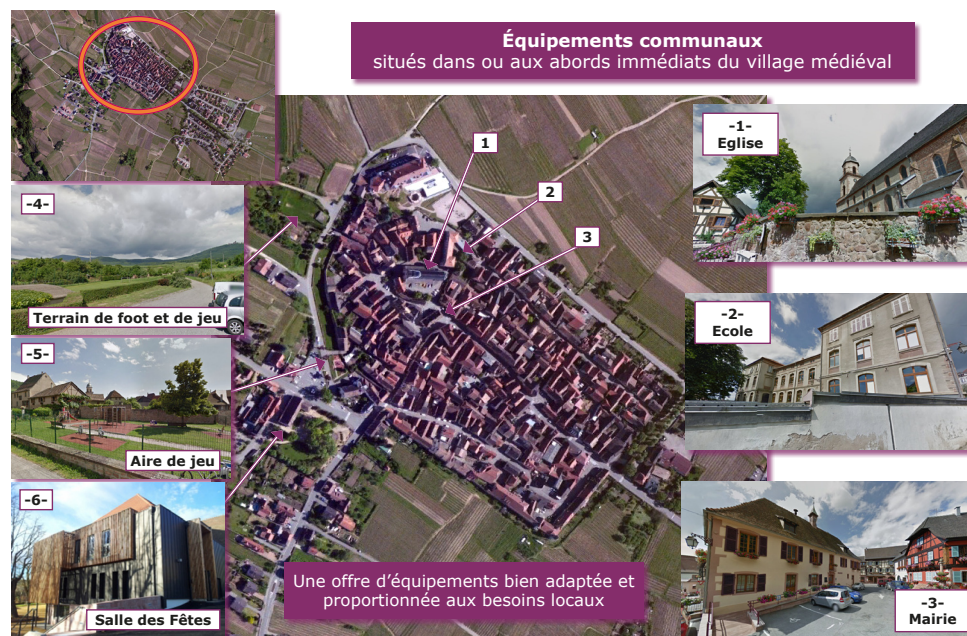 Équipements communaux
situés dans ou aux abords immédiats du village médiéval
1
2
3
-1-
Eglise
-4-
Terrain de foot et de jeu
-2-
Ecole
-5-
Aire de jeu
-6-
Salle des Fêtes
Une offre d'équipements bien adaptée et
proportionnée aux besoins locaux
-3-
Mairie